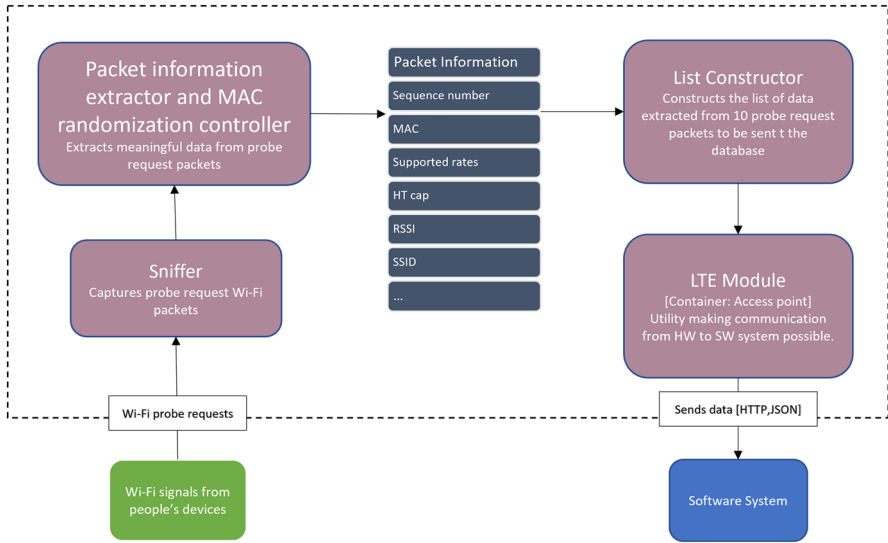 Packet information
extractor and MAC
randomization controller
Extracts meaningful data from probe
request packets
Packet Information
Sequence number
MAC
Supported rates
HT cap
RSSI
SSID
...
List Constructor
Constructs the list of data
extracted from 10 probe request
packets to be sent t the
database
Sniffer
Captures probe request Wi-Fi
packets
LTE Module
[Container: Access point]
Utility making communication
from HW to SW system possible.
Wi-Fi probe requests
Sends data [HTTP,JSON]
Wi-Fi signals from
people’s devices
Software System